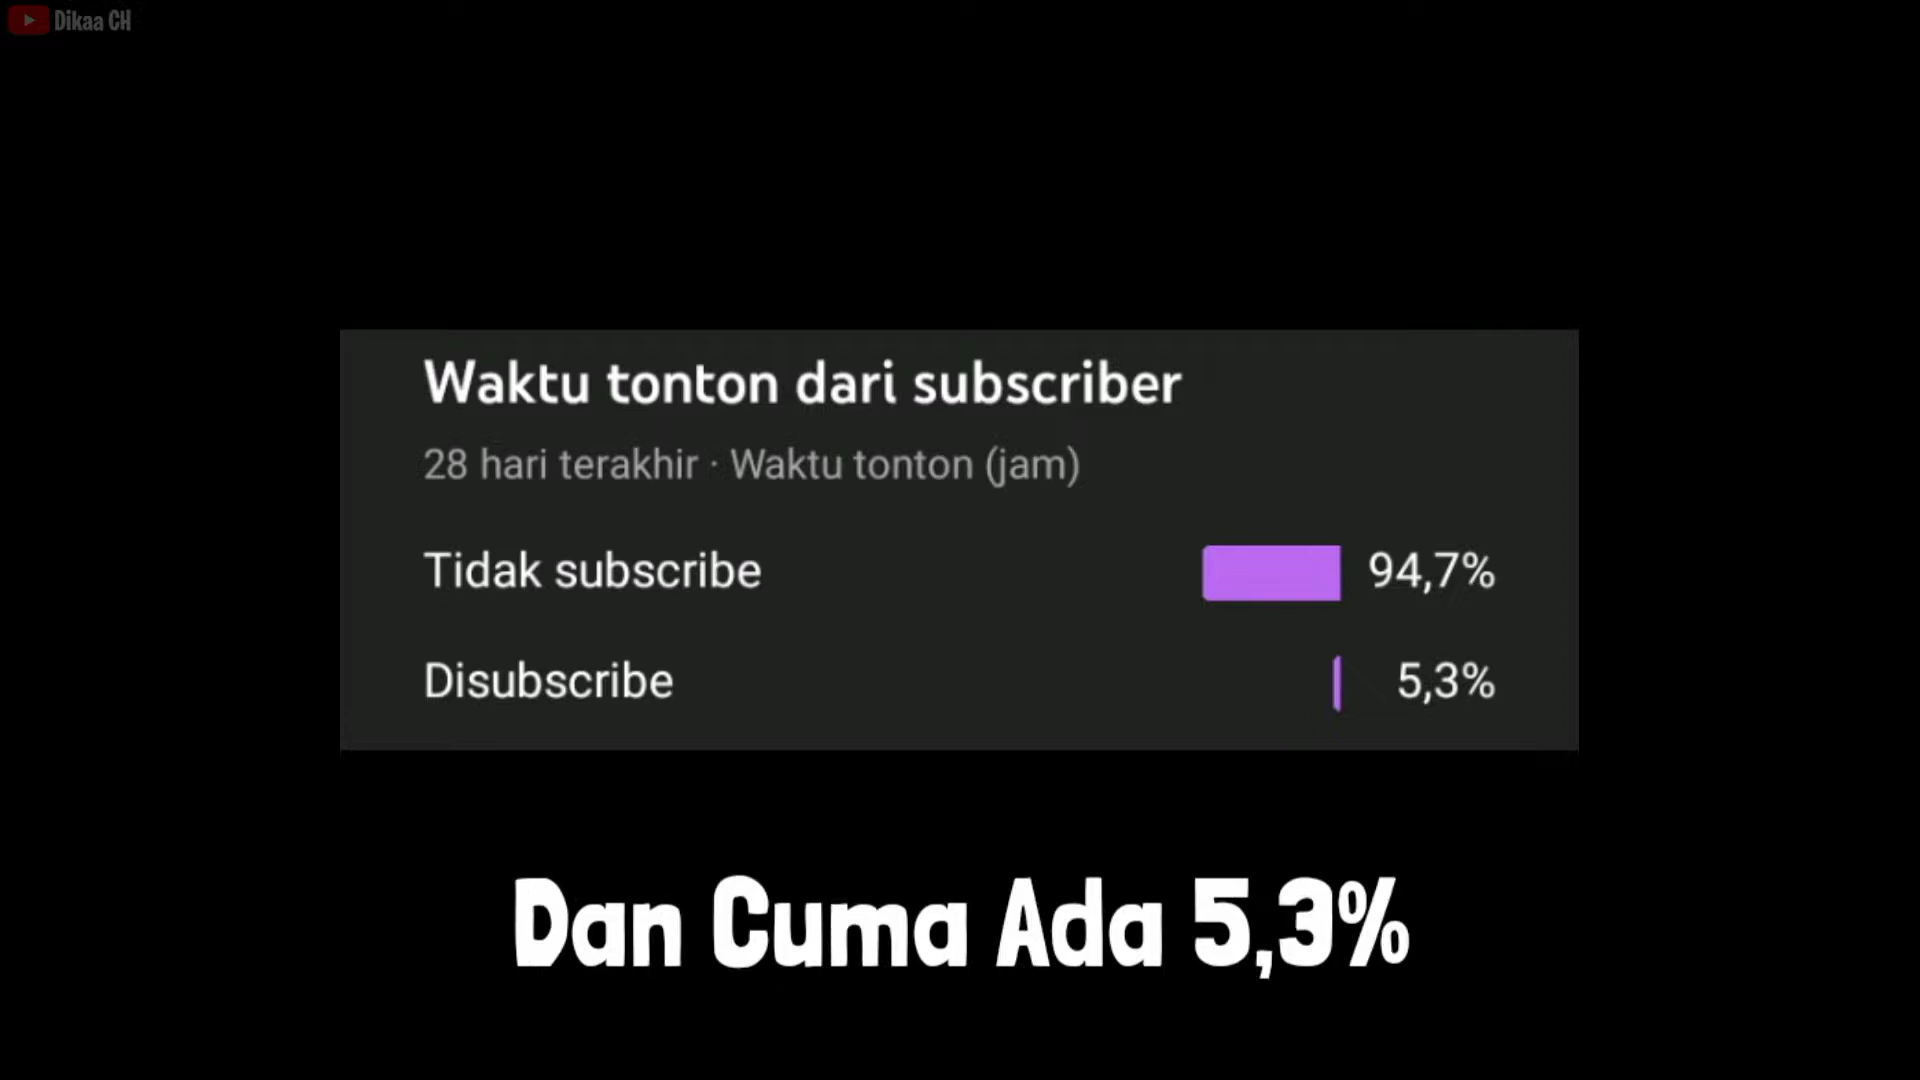 Dikaa CH
Waktu tonton dari subscriber
28 hari terakhir · Waktu tonton (jam)
Tidak subscribe 94,7%
Disubscribe 5,3%
Dan Cuma Ada 5,3%